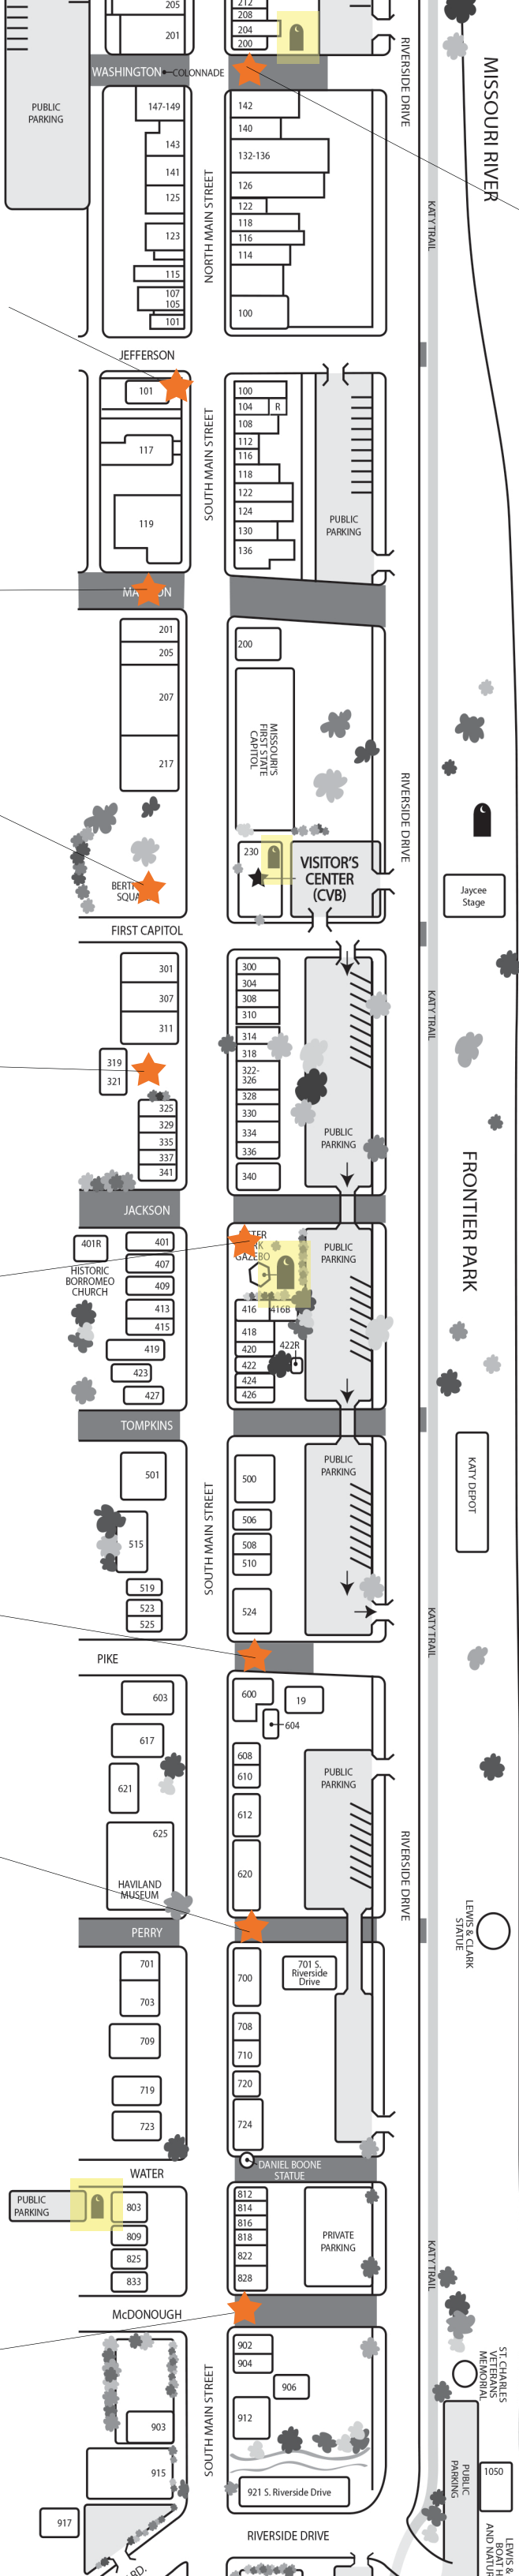 205
201
212
208
204
200
RIVERSIDE DRIVE
MISSOURI RIVER
WASHINGTON
COLONNADE
PUBLIC
PARKING
147-149
143
141
125
123
115
107
105
101
NORTH MAIN STREET
142
140
132-136
126
122
118
116
114
100
KATY TRAIL
JEFFERSON
101
117
119
SOUTH MAIN STREET
100
104
R
108
112
116
118
122
124
130
136
PUBLIC
PARKING
201
205
207
217
200
MISSOURI'S
FIRST STATE
CAPITOL
RIVERSIDE DRIVE
230
VISITOR'S
CENTER
(CVB)
Jaycee
Stage
FIRST CAPITOL
301
307
311
319
321
325
329
335
337
341
300
304
308
310
314
318
322-
326
328
330
334
336
340
PUBLIC
PARKING
KATY TRAIL
FRONTIER PARK
JACKSON
401R
HISTORIC
BORROMEO
CHURCH
401
407
409
413
415
419
423
427
GAZEBO
416
416B
418
420
422
422R
424
426
PUBLIC
PARKING
TOMPKINS
501
515
519
523
525
SOUTH MAIN STREET
500
506
508
510
524
PUBLIC
PARKING
KATY DEPOT
KATY TRAIL
PIKE
603
617
621
625
HAVILAND
MUSEUM
600
19
604
608
610
612
620
PUBLIC
PARKING
RIVERSIDE DRIVE
LEWIS & CLARK
STATUE
PERRY
701
703
709
719
723
700
701 S.
Riverside
Drive
708
710
720
724
WATER
DANIEL BOONE
STATUE
PUBLIC
PARKING
803
809
825
833
812
814
816
818
822
828
PRIVATE
PARKING
KATY TRAIL
McDONOUGH
903
915
917
SOUTH MAIN STREET
902
904
906
912
921 S. Riverside Drive
ST. CHARLES
VETERANS
MEMORIAL
PUBLIC
PARKING
1050
LEWIS &
BOAT H
AND NATUR
RIVERSIDE DRIVE
RD.